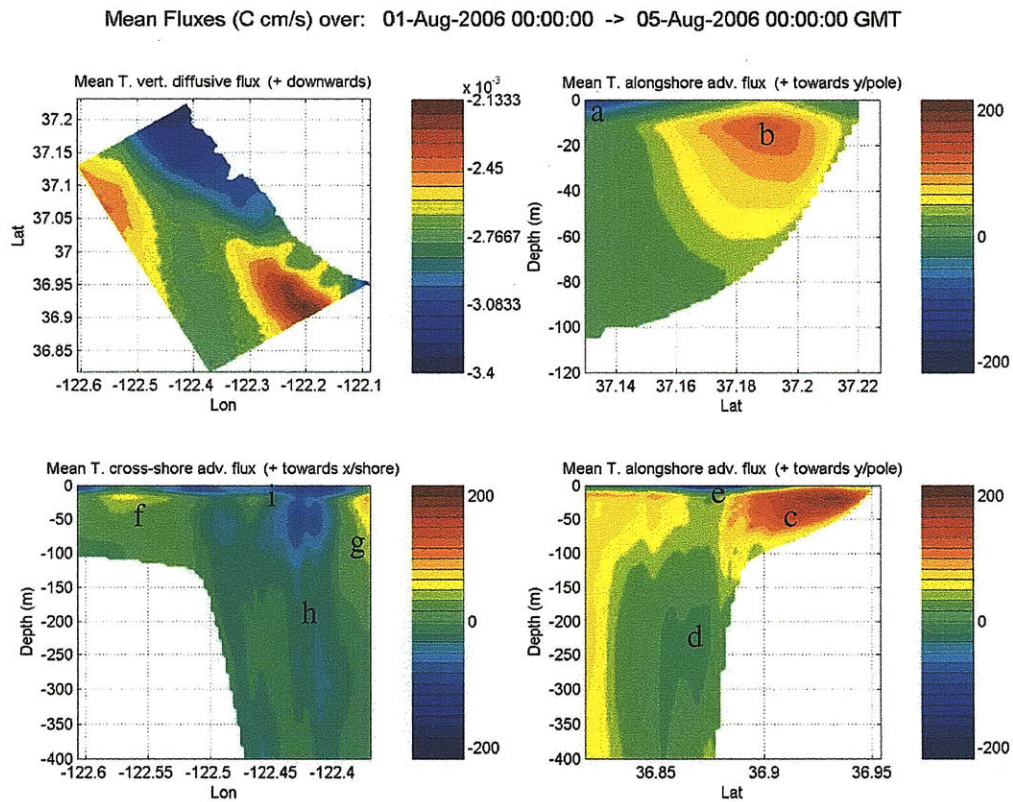 Mean Fluxes (C cm/s) over: 01-Aug-2006 00:00:00 -> 05-Aug-2006 00:00:00 GMT
Mean T. vert. diffusive flux (+ downwards)
x 10^-3
37.2
37.15
37.1
37.05
37
36.95
36.9
36.85
Lat
-122.6 -122.5 -122.4 -122.3 -122.2 -122.1
Lon
-2.1333
-2.45
-2.7667
-3.0833
-3.4
Mean T. alongshore adv. flux (+ towards y/pole)
0
-20
-40
-60
-80
-100
-120
Depth (m)
a
b
37.14 37.16 37.18 37.2 37.22
Lat
200
0
-200
Mean T. cross-shore adv. flux (+ towards x/shore)
0
-50
-100
-150
-200
-250
-300
-350
-400
Depth (m)
f
i
g
h
-122.6 -122.55 -122.5 -122.45 -122.4
Lon
200
0
-200
Mean T. alongshore adv. flux (+ towards y/pole)
0
-50
-100
-150
-200
-250
-300
-350
-400
Depth (m)
e
c
d
36.85 36.9 36.95
Lat
200
0
-200